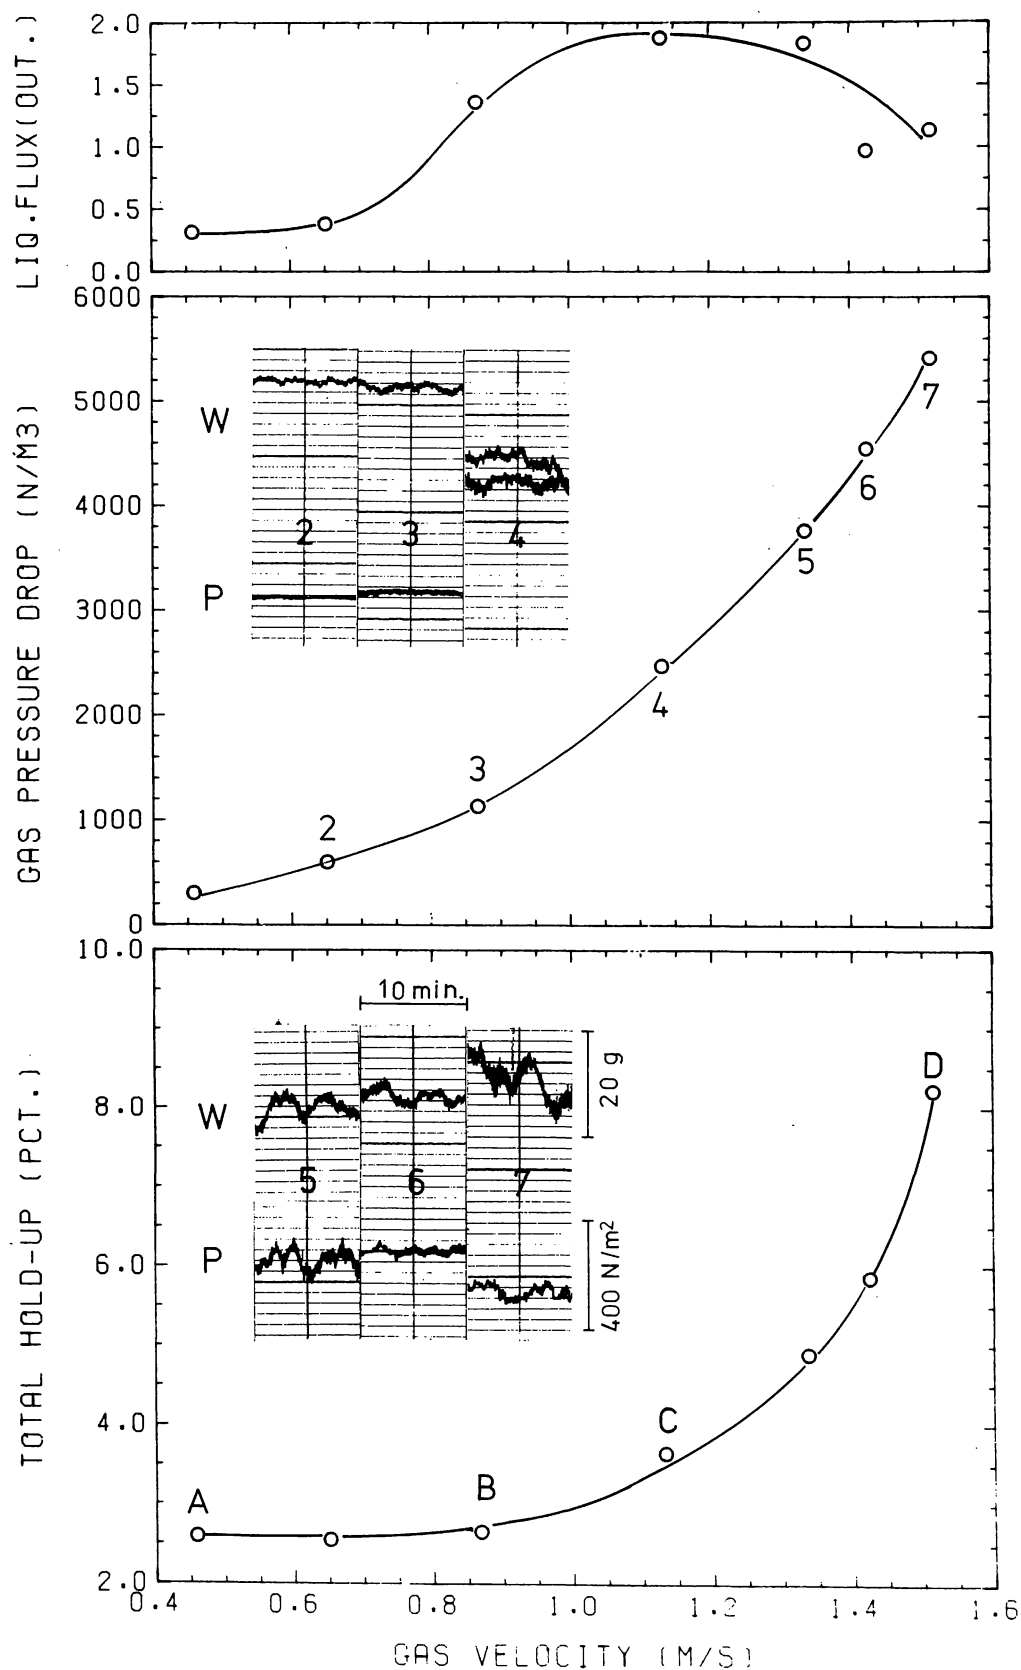 LIQ.FLUX(OUT.)
2.0
1.5
1.0
0.5
0.0
GAS PRESSURE DROP (N/M3)
6000
5000
4000
3000
2000
1000
0
W
P
2
3
4
2
3
4
5
6
7
TOTAL HOLD-UP (PCT.)
10.0
8.0
6.0
4.0
2.0
10 min.
20 g
400 N/m²
W
P
5
6
7
A
B
C
D
0.4 0.6 0.8 1.0 1.2 1.4 1.6
GAS VELOCITY (M/S)